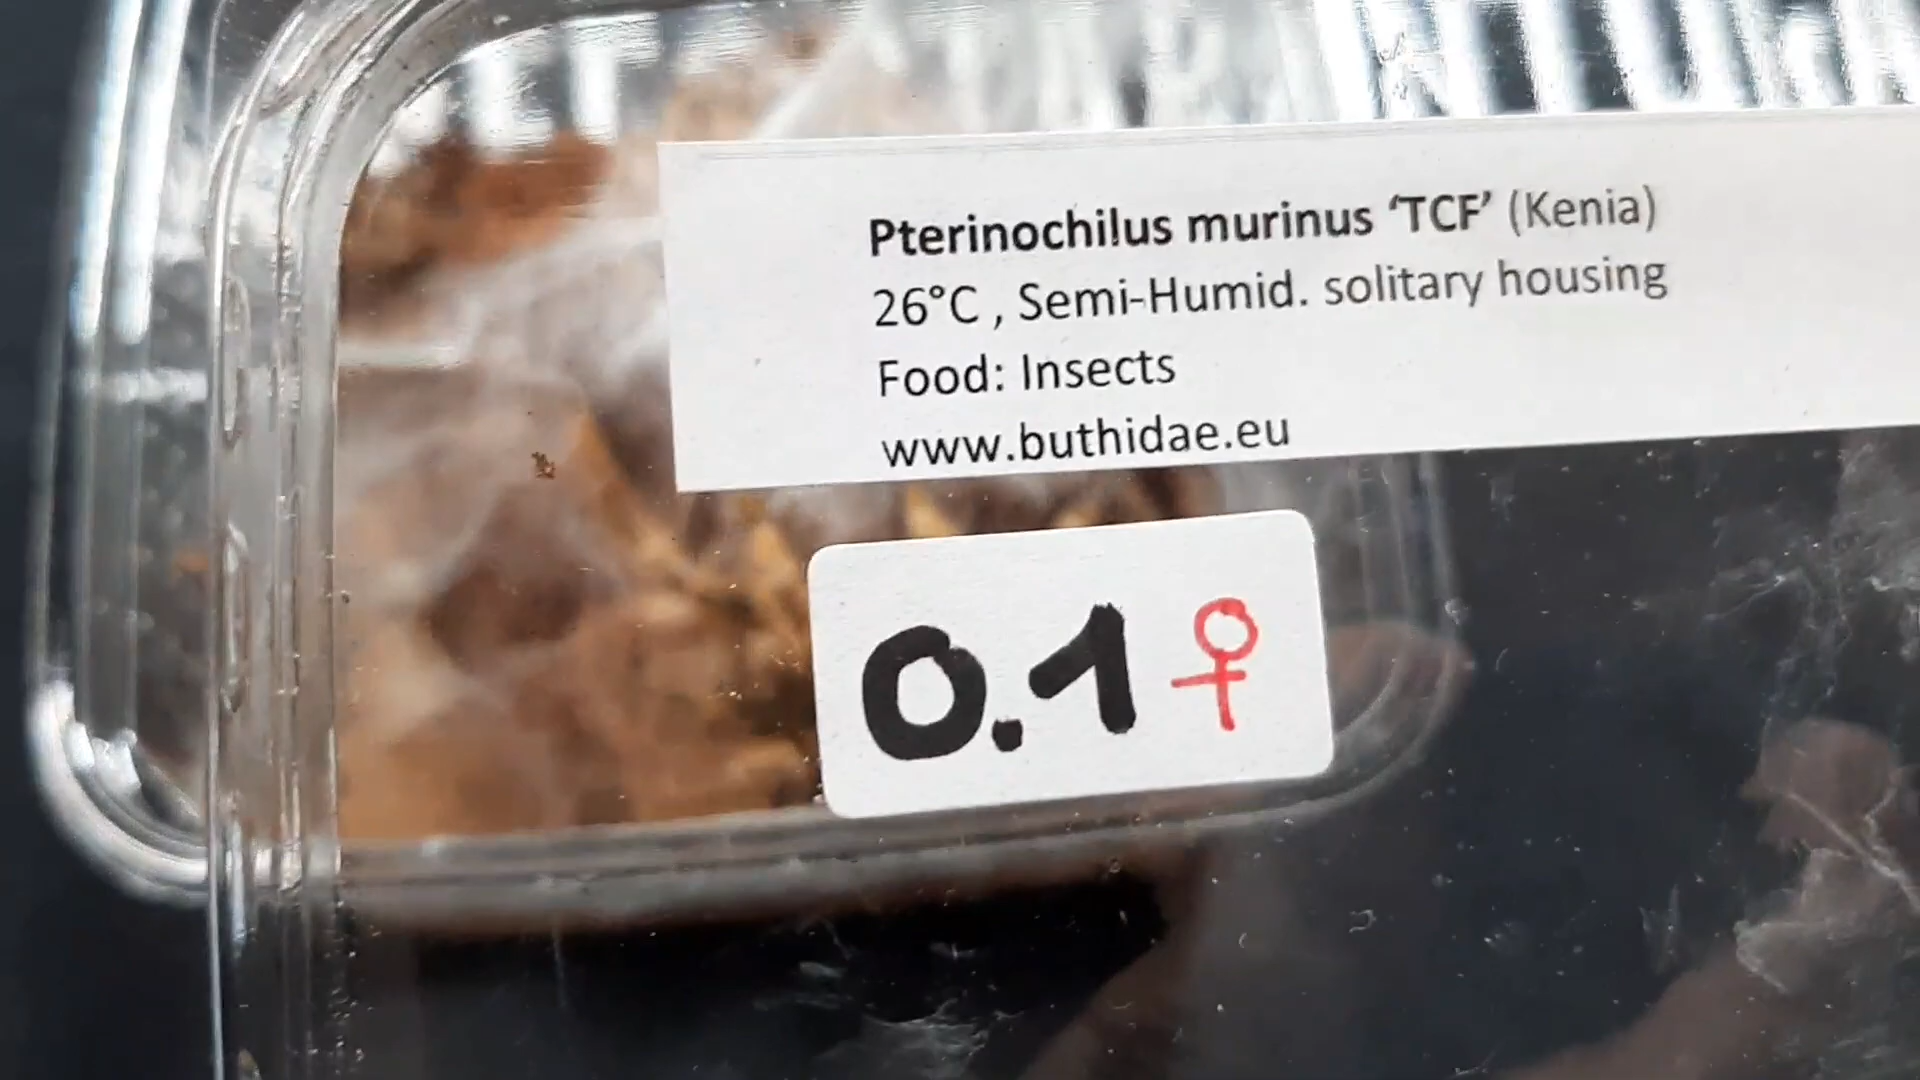 Pterinochilus murinus ‘TCF’ (Kenia)
26°C , Semi-Humid. solitary housing
Food: Insects
www.buthidae.eu
0.1 ♀